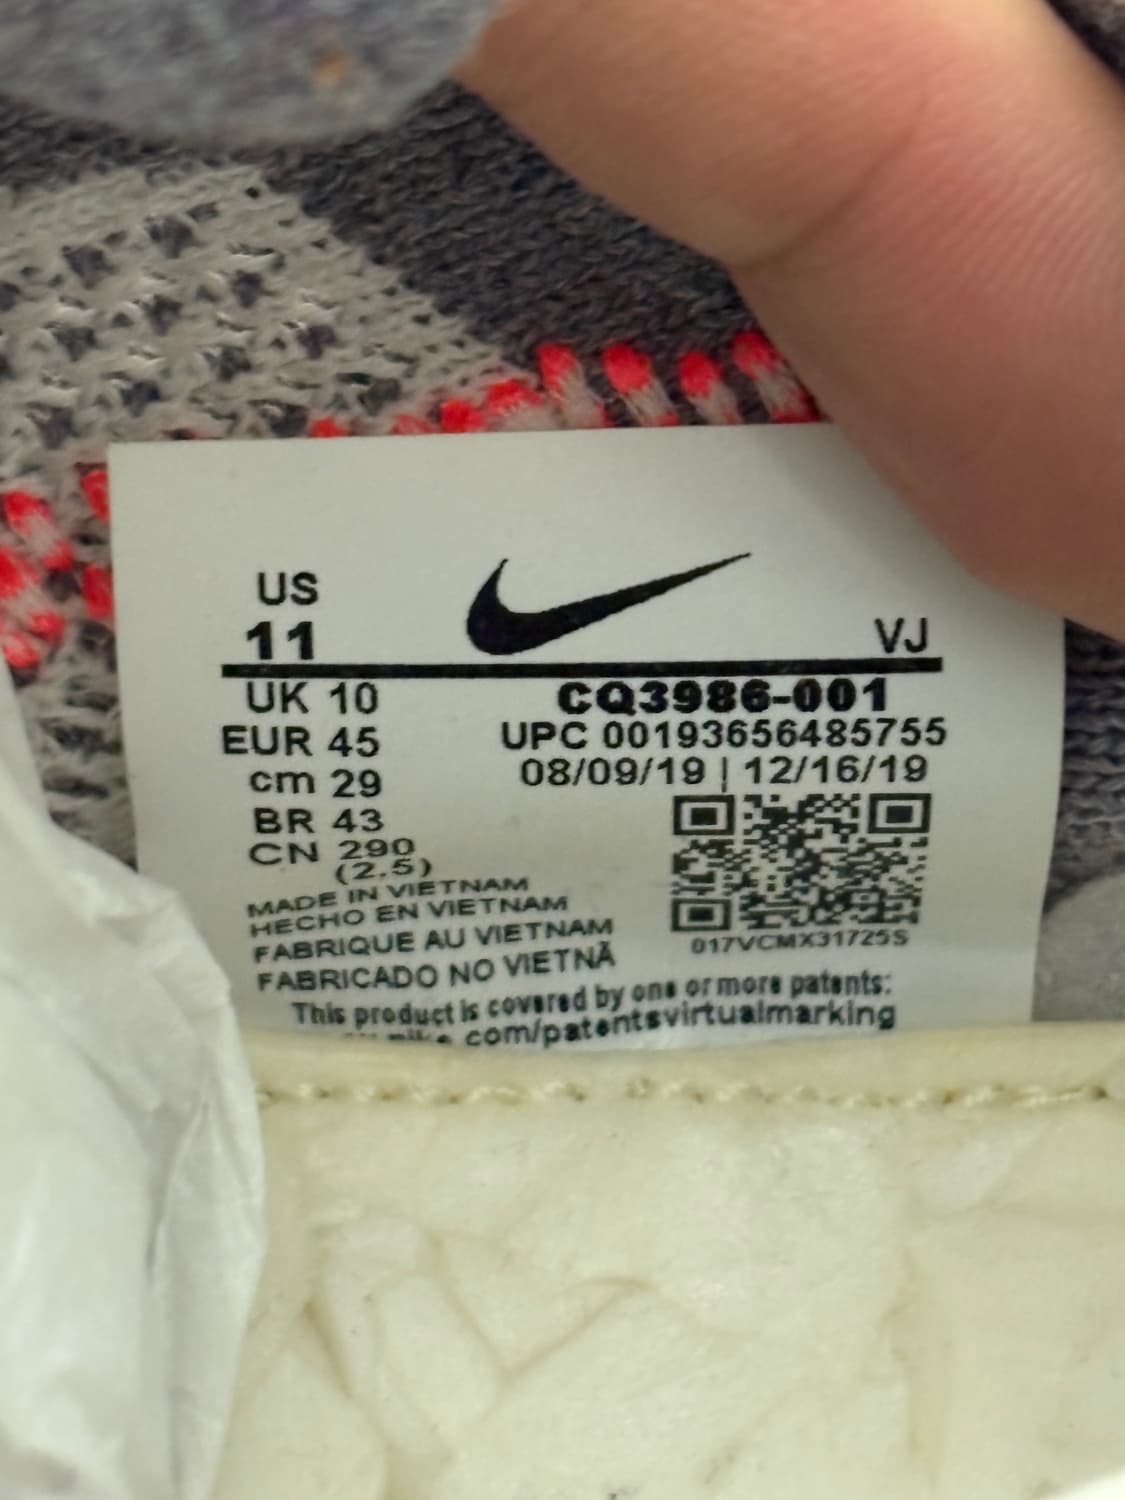 US
11
VJ
UK 10
CQ3986-001
EUR 45
UPC 00193656485755
cm 29
08/09/19 | 12/16/19
BR 43
CN 290
(2.5)
MADE IN VIETNAM
HECHO EN VIETNAM
FABRIQUE AU VIETNAM
FABRICADO NO VIETNÃ
017VCMX31725S
This product is covered by one or more patents:
com/patentsvirtualmarking